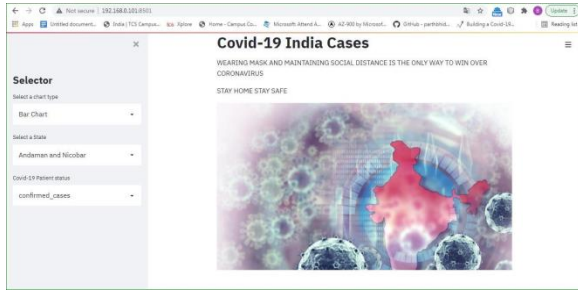 Not secure | 192.168.0.101:8501
Update
Apps
Untitled document...
India | TCS Campus...
Xplore
Home - Campus Co...
Microsoft Attend A...
AZ-900 by Microsof...
GitHub - parthbhid...
Building a Covid-19...
Reading list
Selector
Select a chart type
Bar Chart
Select a State
Andaman and Nicobar
Covid-19 Patient status
confirmed_cases
Covid-19 India Cases
WEARING MASK AND MAINTAINING SOCIAL DISTANCE IS THE ONLY WAY TO WIN OVER
CORONAVIRUS
STAY HOME STAY SAFE